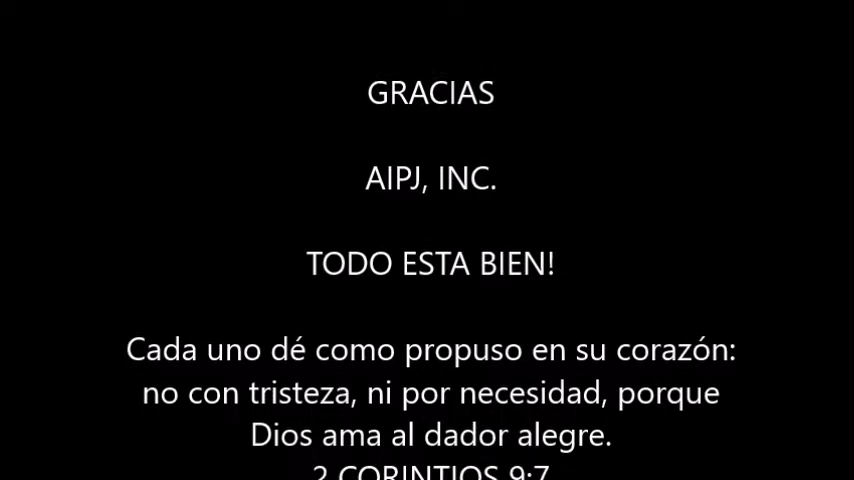 GRACIAS
AIPJ, INC.
TODO ESTA BIEN!
Cada uno dé como propuso en su corazón:
no con tristeza, ni por necesidad, porque
Dios ama al dador alegre.
2 CORINTIOS 9:7